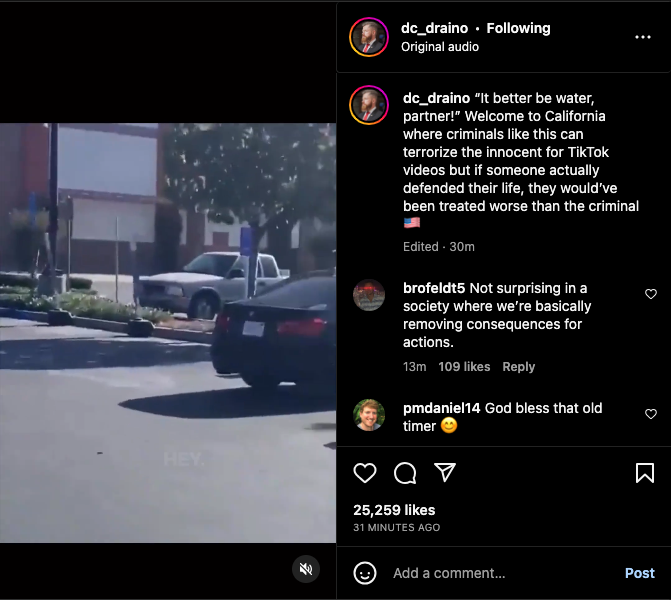 dc_draino • Following
Original audio
dc_draino “It better be water,
partner!” Welcome to California
where criminals like this can
terrorize the innocent for TikTok
videos but if someone actually
defended their life, they would’ve
been treated worse than the criminal
🇺🇸
Edited · 30m
brofeldt5 Not surprising in a
society where we’re basically
removing consequences for
actions.
13m 109 likes Reply
pmdaniel14 God bless that old
timer 😊
HEY.
25,259 likes
31 MINUTES AGO
Add a comment... Post